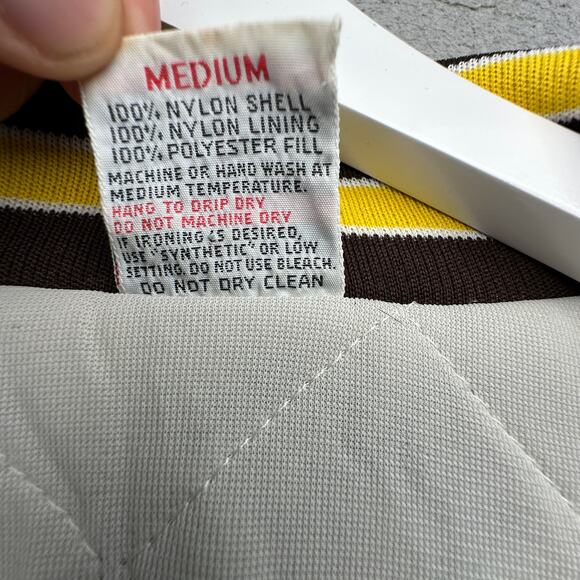 MEDIUM
100% NYLON SHELL
100% NYLON LINING
100% POLYESTER FILL
MACHINE OR HAND WASH AT
MEDIUM TEMPERATURE.
HANG TO DRIP DRY
DO NOT MACHINE DRY
IF IRONING IS DESIRED,
USE "SYNTHETIC" OR LOW
SETTING. DO NOT USE BLEACH.
DO NOT DRY CLEAN